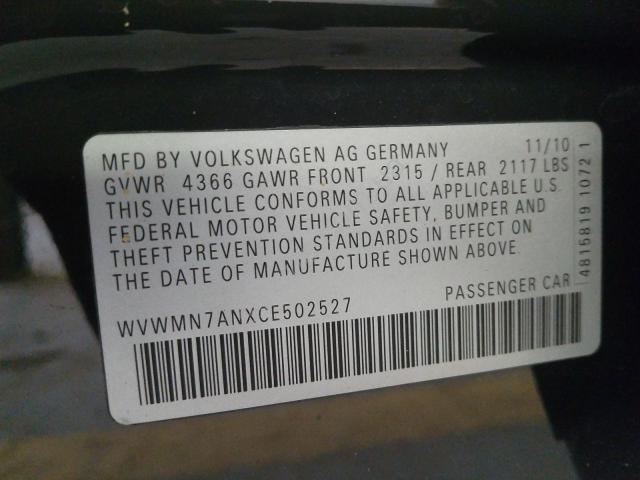 MFD BY VOLKSWAGEN AG GERMANY 11/10
GVWR 4366 GAWR FRONT 2315 / REAR 2117 LBS
THIS VEHICLE CONFORMS TO ALL APPLICABLE U.S.
FEDERAL MOTOR VEHICLE SAFETY, BUMPER AND
THEFT PREVENTION STANDARDS IN EFFECT ON
THE DATE OF MANUFACTURE SHOWN ABOVE.
WVWMN7ANXCE502527 PASSENGER CAR
4815819 1072 1